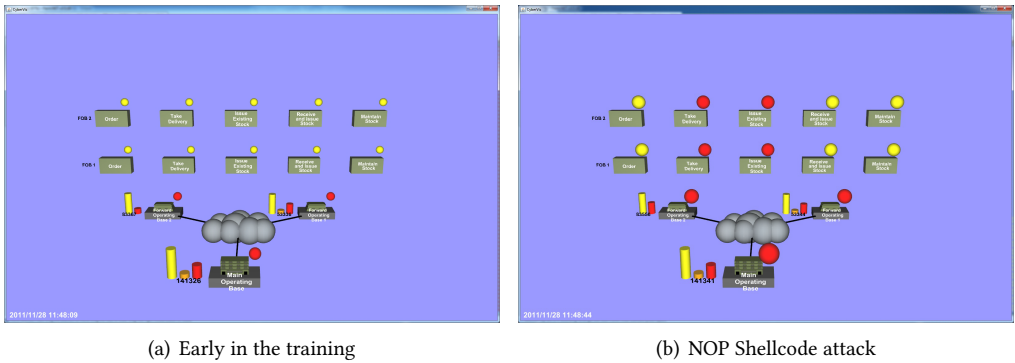 CyberVis
FOB 2
Order
Take
Delivery
Issue
Existing
Stock
Receive
and Issue
Stock
Maintain
Stock
FOB 1
Order
Take
Delivery
Issue
Existing
Stock
Receive
and Issue
Stock
Maintain
Stock
Forward
Operating
Base 2
Forward
Operating
Base 1
141326
Main
Operating
Base
2011/11/28 11:48:09
(a) Early in the training
CyberVis
FOB 2
Order
Take
Delivery
Issue
Existing
Stock
Receive
and Issue
Stock
Maintain
Stock
FOB 1
Order
Take
Delivery
Issue
Existing
Stock
Receive
and Issue
Stock
Maintain
Stock
Forward
Operating
Base 2
Forward
Operating
Base 1
141341
Main
Operating
Base
2011/11/28 11:48:44
(b) NOP Shellcode attack